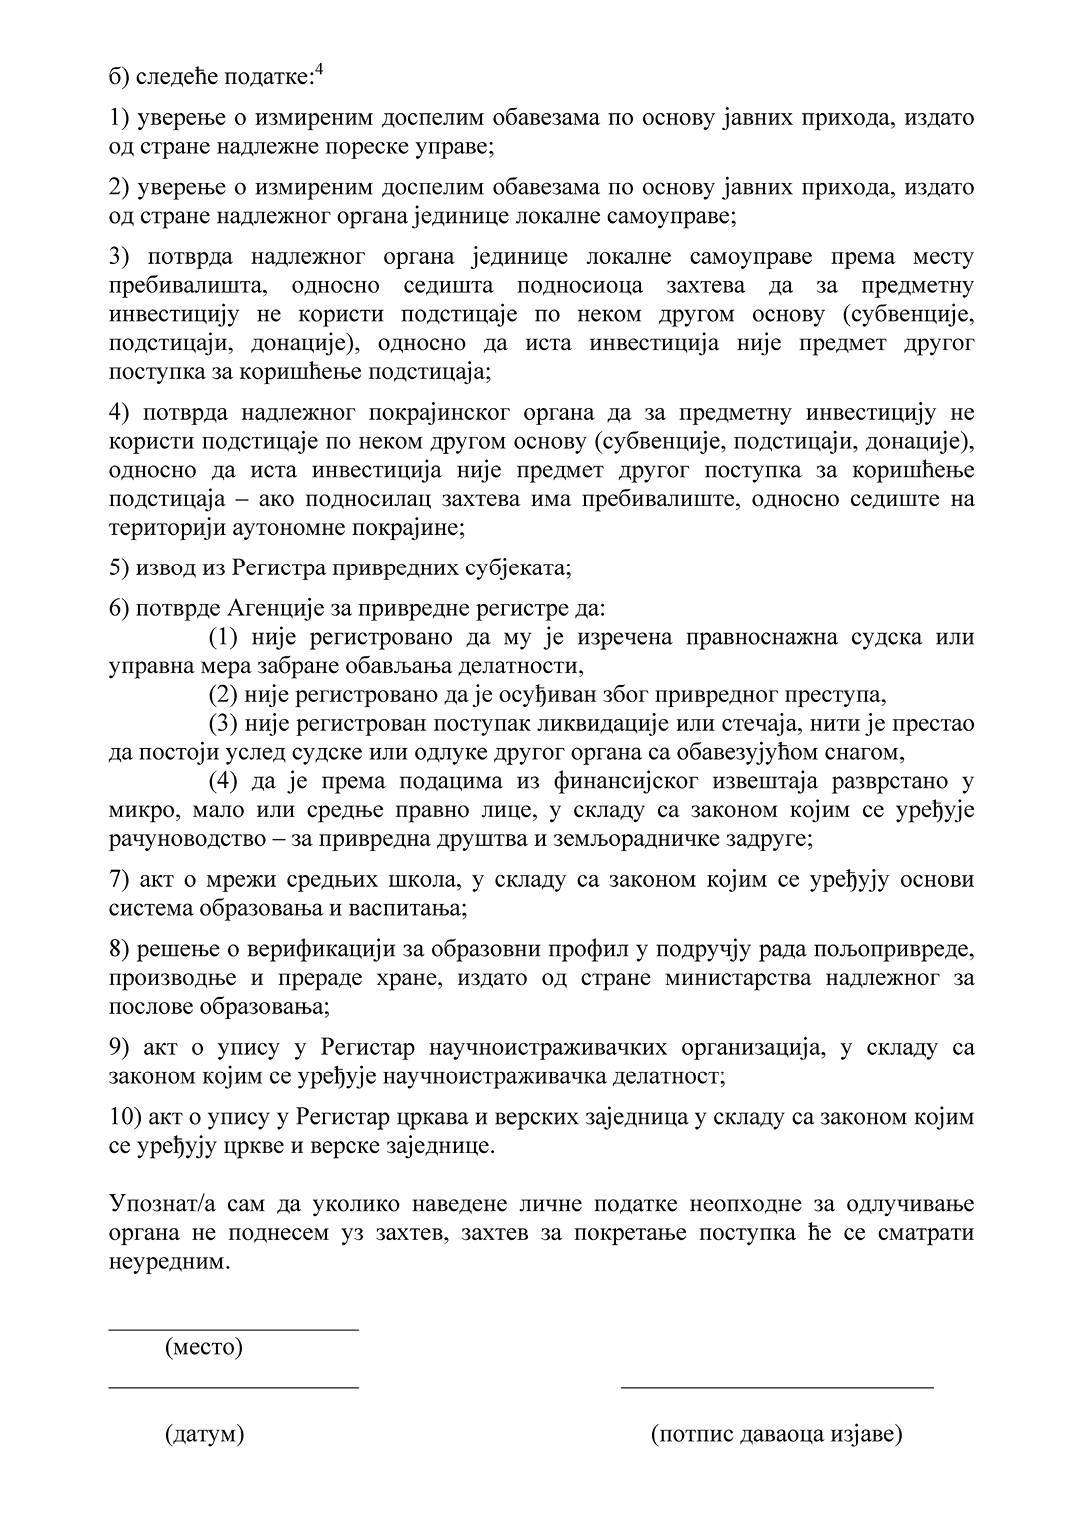 б) следеће податке:4
1) уверење о измиреним доспелим обавезама по основу јавних прихода, издато
од стране надлежне пореске управе;
2) уверење о измиреним доспелим обавезама по основу јавних прихода, издато
од стране надлежног органа јединице локалне самоуправе;
3) потврда надлежног органа јединице локалне самоуправе према месту
пребивалишта, односно седишта подносиоца захтева да за предметну
инвестицију не користи подстицаје по неком другом основу (субвенције,
подстицаји, донације), односно да иста инвестиција није предмет другог
поступка за коришћење подстицаја;
4) потврда надлежног покрајинског органа да за предметну инвестицију не
користи подстицаје по неком другом основу (субвенције, подстицаји, донације),
односно да иста инвестиција није предмет другог поступка за коришћење
подстицаја – ако подносилац захтева има пребивалиште, односно седиште на
територији аутономне покрајине;
5) извод из Регистра привредних субјеката;
6) потврде Агенције за привредне регистре да:
(1) није регистровано да му је изречена правноснажна судска или
управна мера забране обављања делатности,
(2) није регистровано да је осуђиван због привредног преступа,
(3) није регистрован поступак ликвидације или стечаја, нити је престао
да постоји услед судске или одлуке другог органа са обавезујућом снагом,
(4) да је према подацима из финансијског извештаја разврстано у
микро, мало или средње правно лице, у складу са законом којим се уређује
рачуноводство – за привредна друштва и земљорадничке задруге;
7) акт о мрежи средњих школа, у складу са законом којим се уређују основи
система образовања и васпитања;
8) решење о верификацији за образовни профил у подручју рада пољопривреде,
производње и прераде хране, издато од стране министарства надлежног за
послове образовања;
9) акт о упису у Регистар научноистраживачких организација, у складу са
законом којим се уређује научноистраживачка делатност;
10) акт о упису у Регистар цркава и верских заједница у складу са законом којим
се уређују цркве и верске заједнице.
Упознат/а сам да уколико наведене личне податке неопходне за одлучивање
органа не поднесем уз захтев, захтев за покретање поступка ће се сматрати
неуредним.
(место)
(датум) (потпис даваоца изјаве)